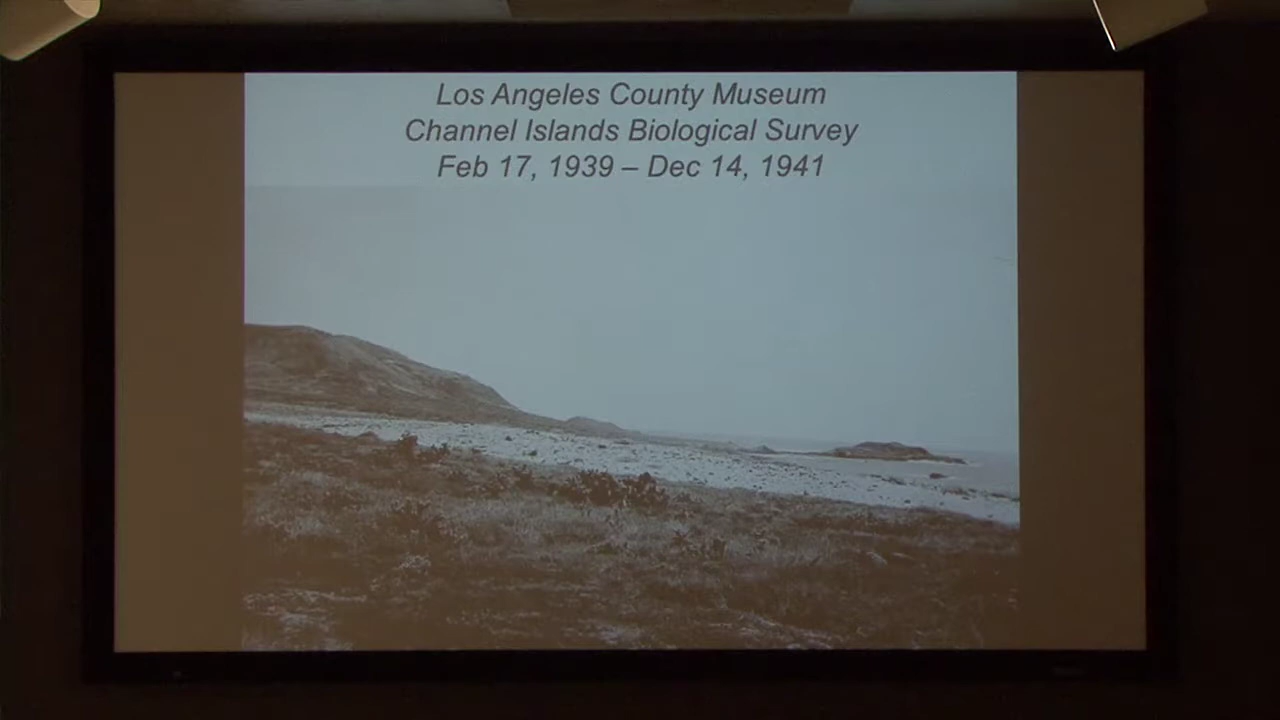 Los Angeles County Museum
Channel Islands Biological Survey
Feb 17, 1939 – Dec 14, 1941